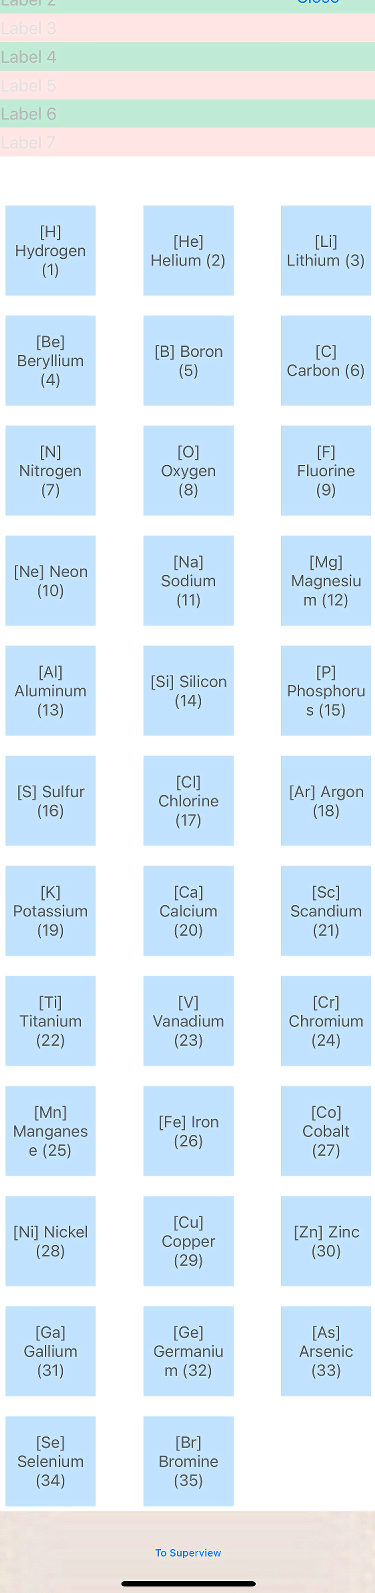 Label 2
Close
Label 3
Label 4
Label 5
Label 6
Label 7
[H]
Hydrogen
(1)
[He]
Helium (2)
[Li]
Lithium (3)
[Be]
Beryllium
(4)
[B] Boron
(5)
[C]
Carbon (6)
[N]
Nitrogen
(7)
[O]
Oxygen
(8)
[F]
Fluorine
(9)
[Ne] Neon
(10)
[Na]
Sodium
(11)
[Mg]
Magnesiu
m (12)
[Al]
Aluminum
(13)
[Si] Silicon
(14)
[P]
Phosphoru
s (15)
[S] Sulfur
(16)
[Cl]
Chlorine
(17)
[Ar] Argon
(18)
[K]
Potassium
(19)
[Ca]
Calcium
(20)
[Sc]
Scandium
(21)
[Ti]
Titanium
(22)
[V]
Vanadium
(23)
[Cr]
Chromium
(24)
[Mn]
Manganes
e (25)
[Fe] Iron
(26)
[Co]
Cobalt
(27)
[Ni] Nickel
(28)
[Cu]
Copper
(29)
[Zn] Zinc
(30)
[Ga]
Gallium
(31)
[Ge]
Germaniu
m (32)
[As]
Arsenic
(33)
[Se]
Selenium
(34)
[Br]
Bromine
(35)
To Superview